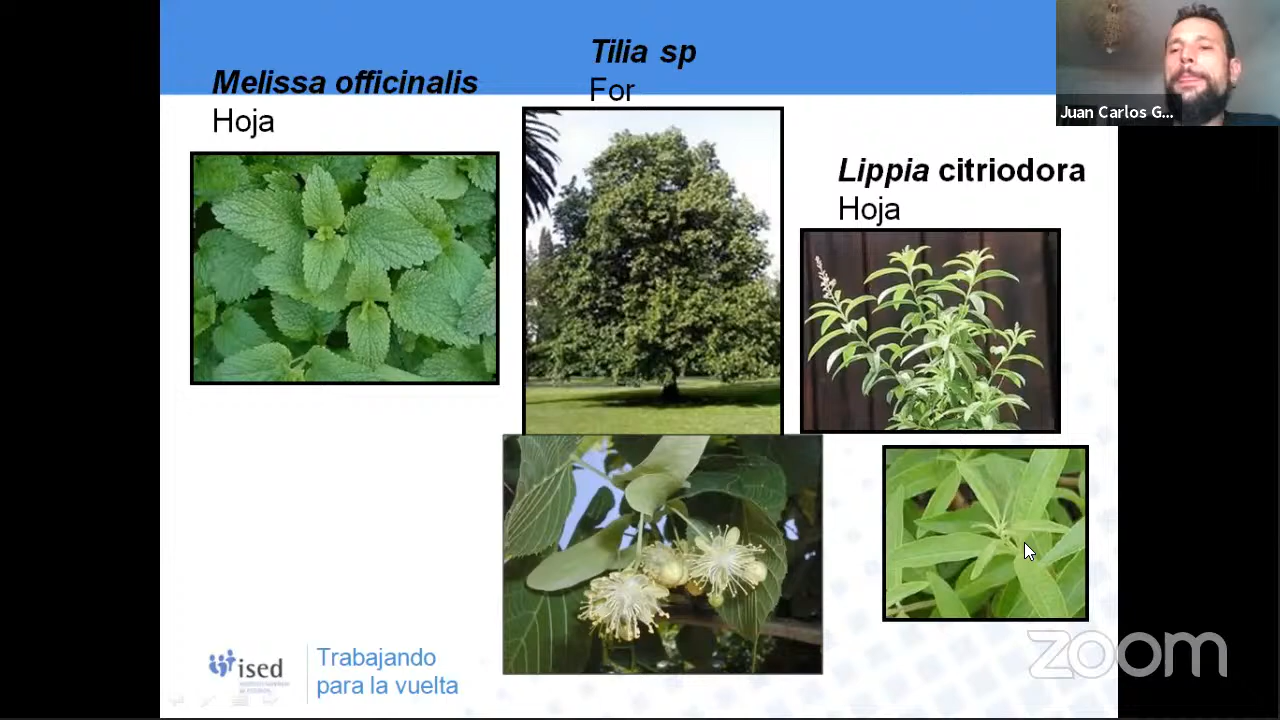 Melissa officinalis
Hoja
Tilia sp
For
Lippia citriodora
Hoja
Juan Carlos G...
ised
Trabajando
para la vuelta
zoom